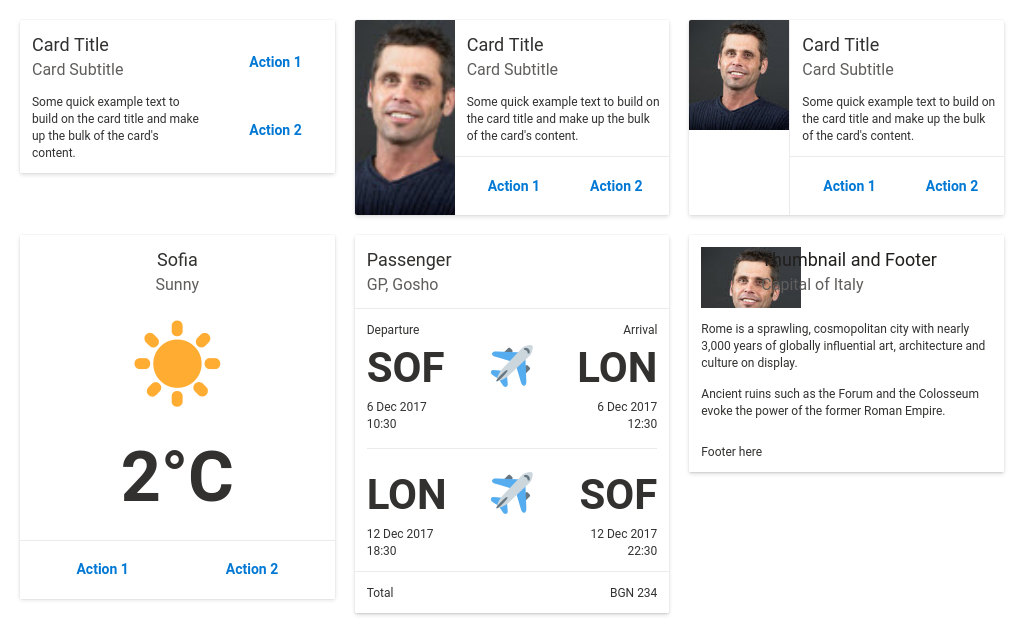 Card Title
Card Subtitle
Some quick example text to
build on the card title and make
up the bulk of the card's
content.
Action 1
Action 2
Card Title
Card Subtitle
Some quick example text to build on
the card title and make up the bulk
of the card's content.
Action 1 Action 2
Card Title
Card Subtitle
Some quick example text to build on
the card title and make up the bulk
of the card's content.
Action 1 Action 2
Sofia
Sunny
2°C
Action 1 Action 2
Passenger
GP, Gosho
Departure Arrival
SOF LON
6 Dec 2017 6 Dec 2017
10:30 12:30
LON SOF
12 Dec 2017 12 Dec 2017
18:30 22:30
Total BGN 234
Thumbnail and Footer
Capital of Italy
Rome is a sprawling, cosmopolitan city with nearly
3,000 years of globally influential art, architecture and
culture on display.
Ancient ruins such as the Forum and the Colosseum
evoke the power of the former Roman Empire.
Footer here